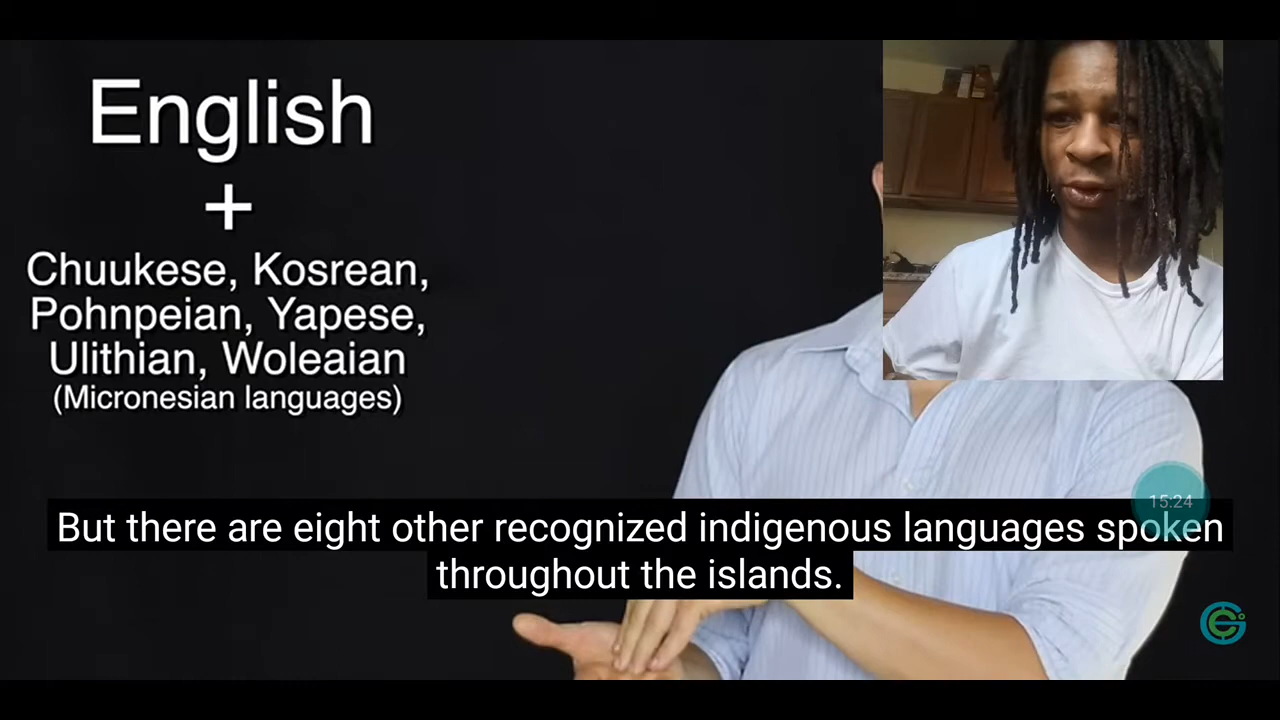 English
+
Chuukese, Kosrean,
Pohnpeian, Yapese,
Ulithian, Woleaian
(Micronesian languages)
15:24
But there are eight other recognized indigenous languages spoken
throughout the islands.